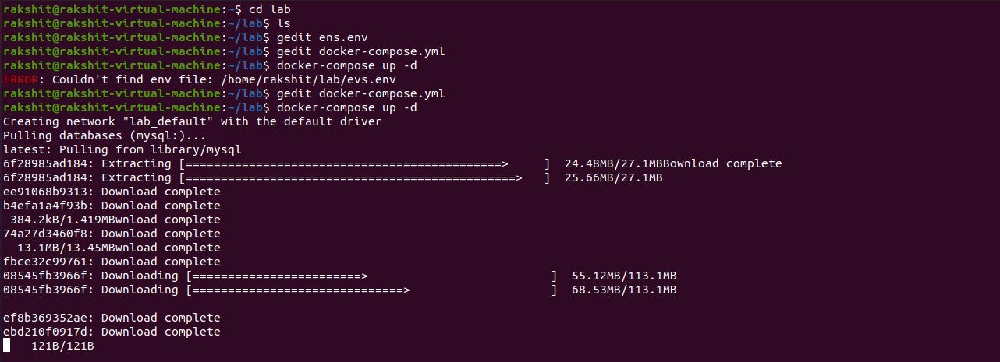 rakshit@rakshit-virtual-machine:~$ cd lab
rakshit@rakshit-virtual-machine:~/lab$ ls
rakshit@rakshit-virtual-machine:~/lab$ gedit ens.env
rakshit@rakshit-virtual-machine:~/lab$ gedit docker-compose.yml
rakshit@rakshit-virtual-machine:~/lab$ docker-compose up -d
ERROR: Couldn't find env file: /home/rakshit/lab/evs.env
rakshit@rakshit-virtual-machine:~/lab$ gedit docker-compose.yml
rakshit@rakshit-virtual-machine:~/lab$ docker-compose up -d
Creating network "lab_default" with the default driver
Pulling databases (mysql:)...
latest: Pulling from library/mysql
6f28985ad184: Extracting [=============================================>     ]  24.48MB/27.1MBBownload complete
6f28985ad184: Extracting [===============================================>   ]  25.66MB/27.1MB
ee91068b9313: Download complete
b4efa1a4f93b: Download complete
 384.2kB/1.419MBwnload complete
74a27d3460f8: Download complete
  13.1MB/13.45MBwnload complete
fbce32c99761: Download complete
08545fb3966f: Downloading [========================>                          ]  55.12MB/113.1MB
08545fb3966f: Downloading [==============================>                    ]  68.53MB/113.1MB
ef8b369352ae: Download complete
ebd210f0917d: Download complete
    121B/121B